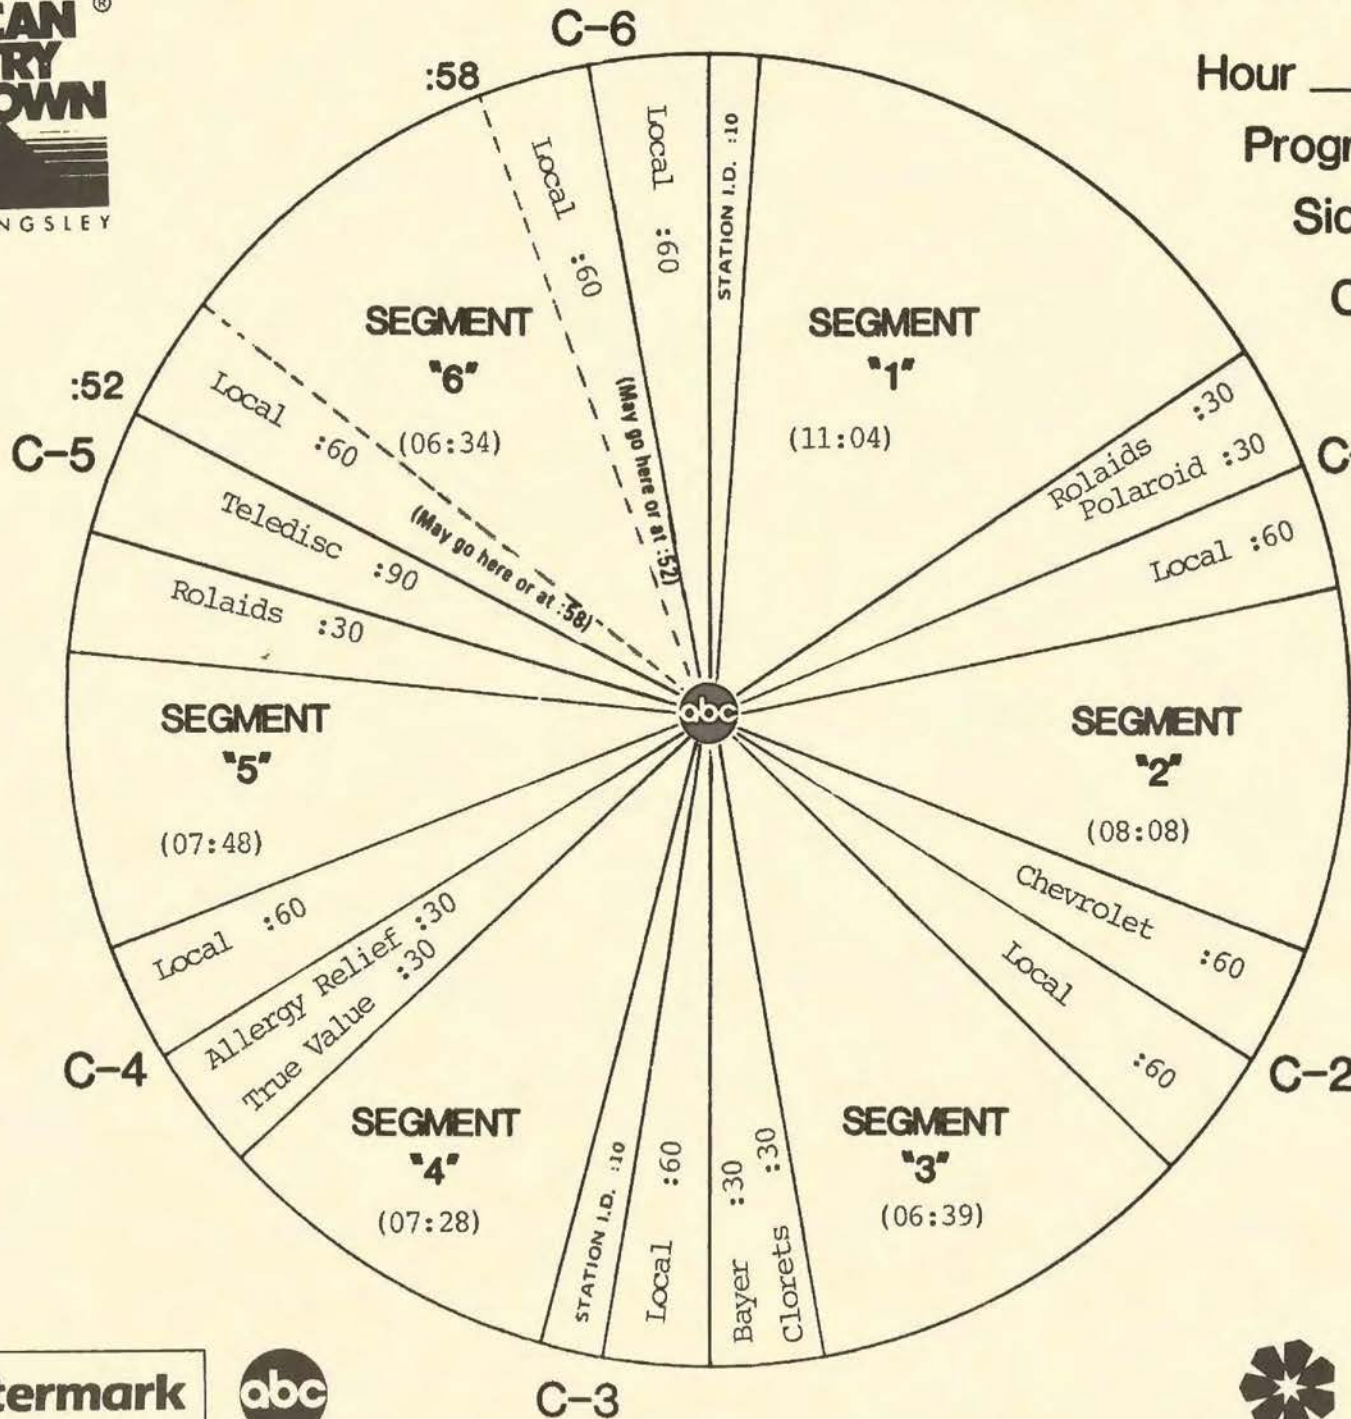 CAN ®
TRY
DOWN
NGSLEY
C-6
:58
Hour
Progr
Sid
C
Local :60
Local :60
STATION I.D. :10
(May go here or at :52)
SEGMENT
"1"
(11:04)
Rolaids :30
Polaroid :30
C-
Local :60
SEGMENT
"2"
(08:08)
Chevrolet :60
C-2
Local :60
SEGMENT
"3"
(06:39)
Clorets :30
Bayer :30
C-3
Local :60
STATION I.D. :10
SEGMENT
"4"
(07:28)
True Value :30
Allergy Relief :30
C-4
Local :60
SEGMENT
"5"
(07:48)
Rolaids :30
Teledisc :90
C-5
:52
Local :60
(May go here or at :58)
SEGMENT
"6"
(06:34)
abc
termark
abc